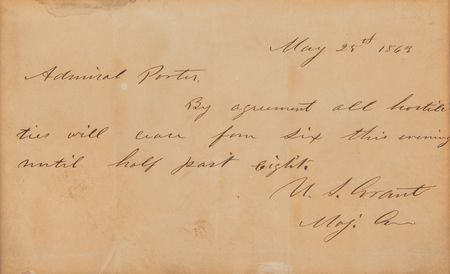 May 25th 1863
Admiral Porter,
By agreement all hostili
ties will cease from six this evening
until half past eight.
U. S. Grant
Maj. Gen